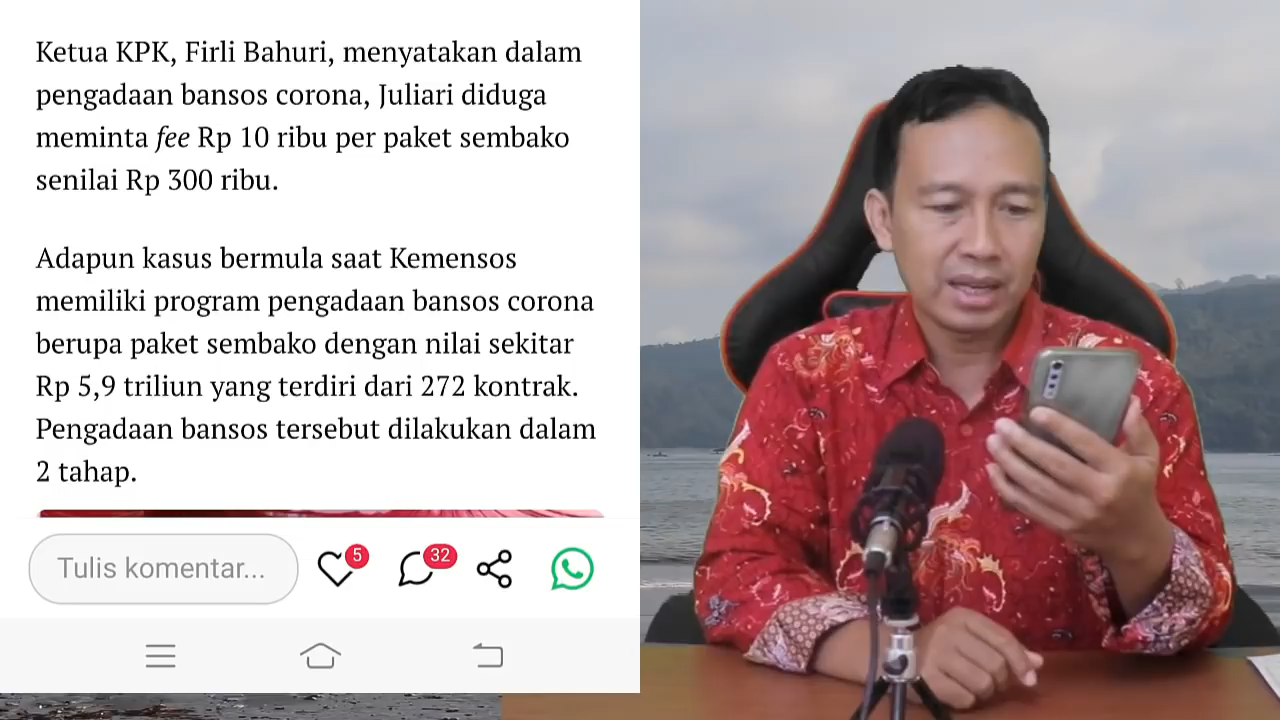 Ketua KPK, Firli Bahuri, menyatakan dalam
pengadaan bansos corona, Juliari diduga
meminta fee Rp 10 ribu per paket sembako
senilai Rp 300 ribu.
Adapun kasus bermula saat Kemensos
memiliki program pengadaan bansos corona
berupa paket sembako dengan nilai sekitar
Rp 5,9 triliun yang terdiri dari 272 kontrak.
Pengadaan bansos tersebut dilakukan dalam
2 tahap.
Tulis komentar...
5
32